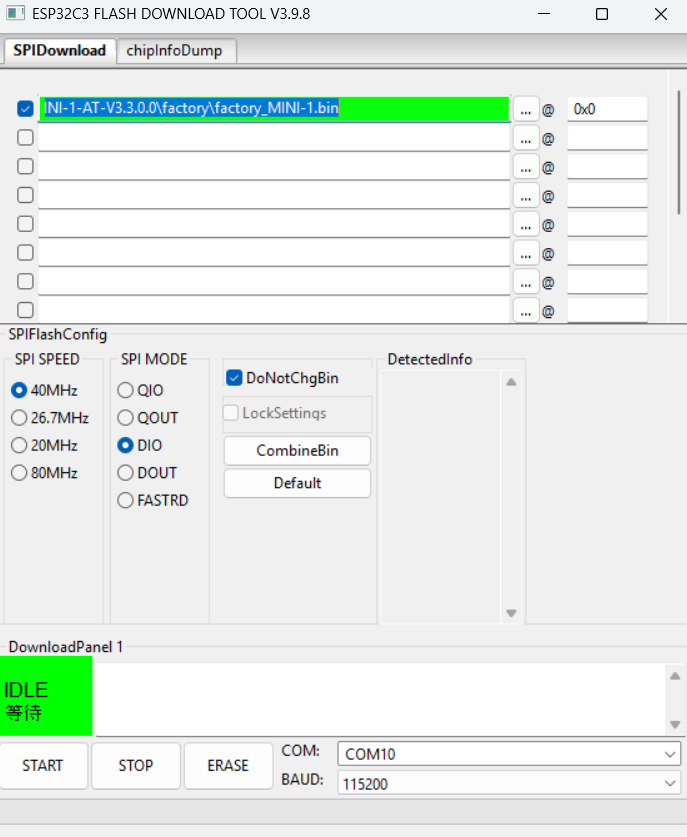 ESP32C3 FLASH DOWNLOAD TOOL V3.9.8
SPIDownload chipInfoDump
INI-1-AT-V3.3.0.0\factory\factory_MINI-1.bin ... @ 0x0
... @
... @
... @
... @
... @
... @
... @
SPIFlashConfig
SPI SPEED
40MHz
26.7MHz
20MHz
80MHz
SPI MODE
QIO
QOUT
DIO
DOUT
FASTRD
DoNotChgBin
LockSettings
CombineBin
Default
DetectedInfo
DownloadPanel 1
IDLE
等待
START STOP ERASE
COM: COM10
BAUD: 115200